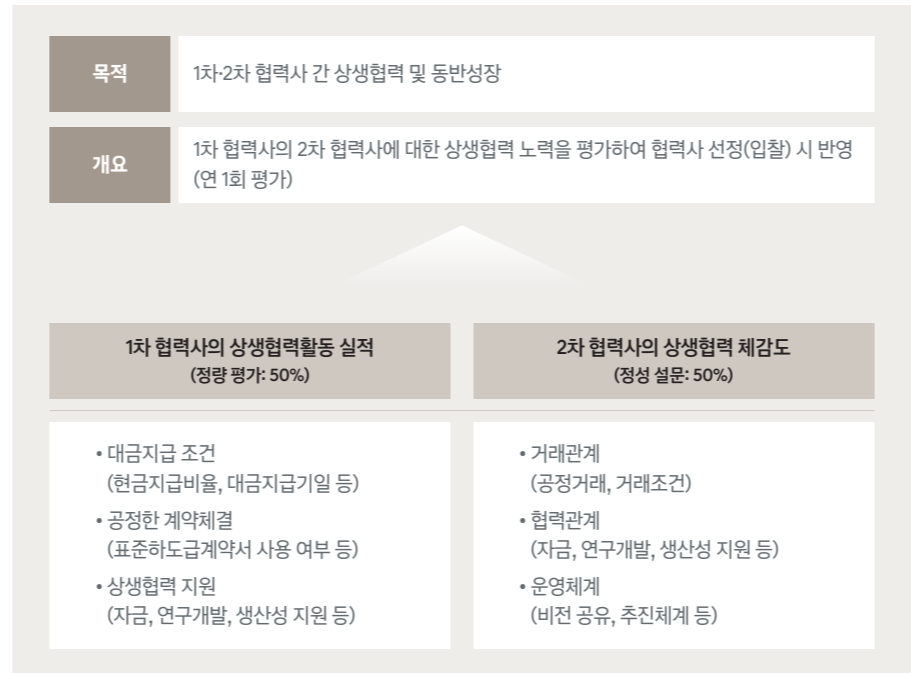 목적
1차·2차 협력사 간 상생협력 및 동반성장
개요
1차 협력사의 2차 협력사에 대한 상생협력 노력을 평가하여 협력사 선정(입찰) 시 반영
(연 1회 평가)
1차 협력사의 상생협력활동 실적
(정량 평가: 50%)
• 대금지급 조건
(현금지급비율, 대금지급기일 등)
• 공정한 계약체결
(표준하도급계약서 사용 여부 등)
• 상생협력 지원
(자금, 연구개발, 생산성 지원 등)
2차 협력사의 상생협력 체감도
(정성 설문: 50%)
• 거래관계
(공정거래, 거래조건)
• 협력관계
(자금, 연구개발, 생산성 지원 등)
• 운영체계
(비전 공유, 추진체계 등)